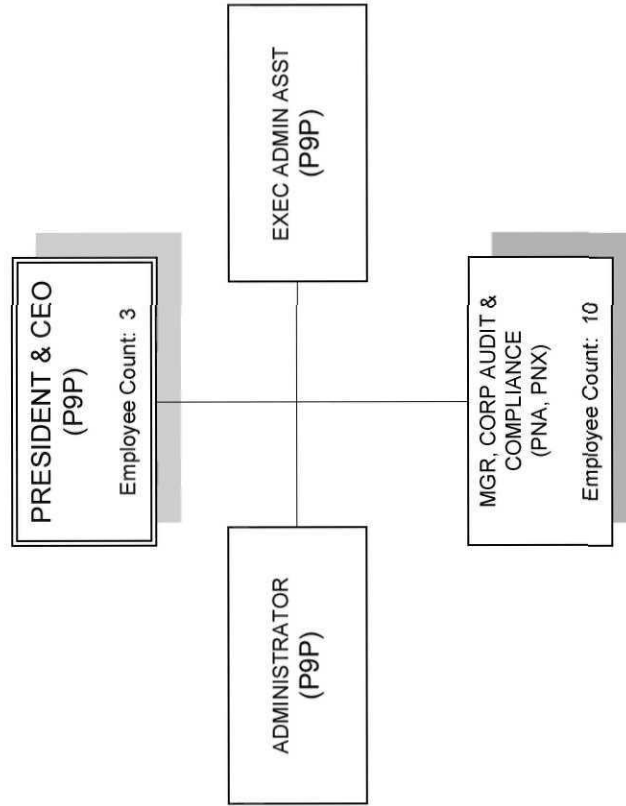 PRESIDENT & CEO
(P9P)
Employee Count: 3
ADMINISTRATOR
(P9P)
EXEC ADMIN ASST
(P9P)
MGR, CORP AUDIT &
COMPLIANCE
(PNA, PNX)
Employee Count: 10